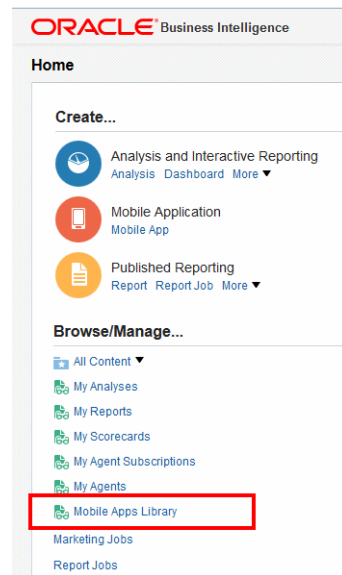 ORACLE Business Intelligence
Home
Create...
Analysis and Interactive Reporting
Analysis Dashboard More
Mobile Application
Mobile App
Published Reporting
Report Report Job More
Browse/Manage...
All Content
My Analyses
My Reports
My Scorecards
My Agent Subscriptions
My Agents
Mobile Apps Library
Marketing Jobs
Report Jobs